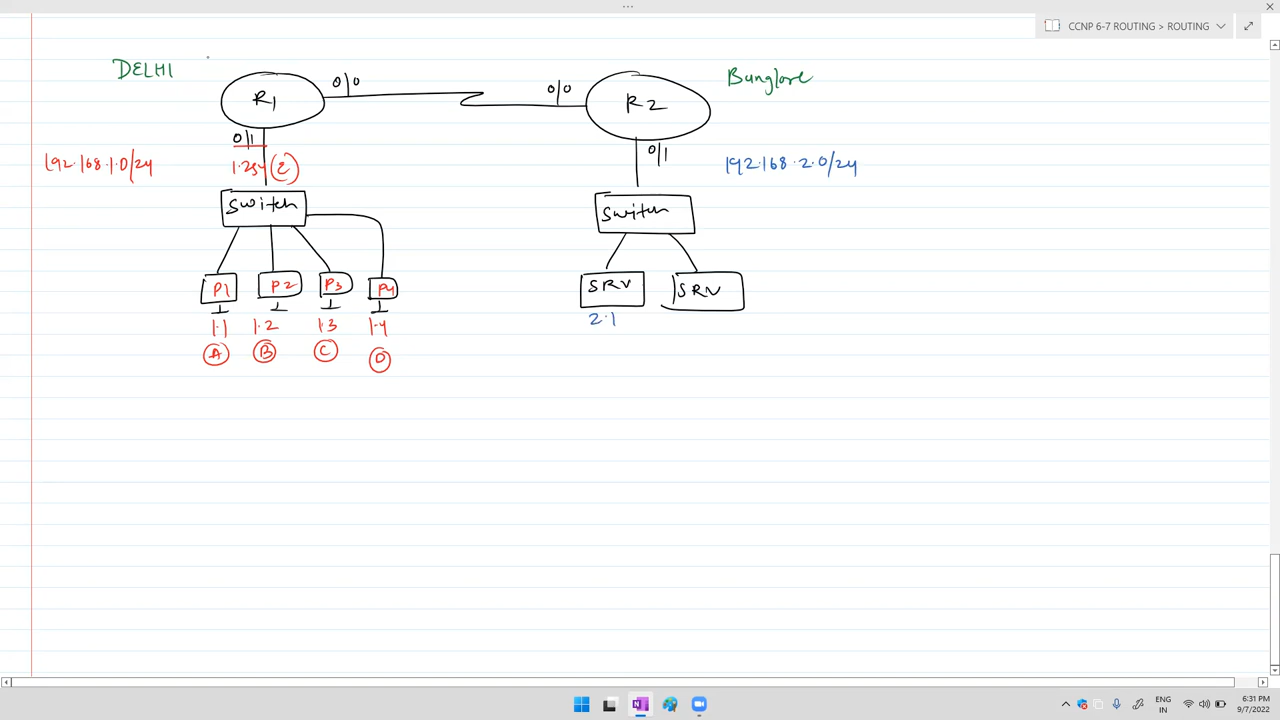 CCNP 6-7 ROUTING > ROUTING
DELHI
Bunglore
R1
0/0
0/0
R2
0/1
0/1
192.168.1.0/24
1.254 E
192.168.2.0/24
Switch
Switch
P1 P2 P3 P4
SRV SRV
1.1 1.2 1.3 1.4
2.1
A B C D
ENG
IN
6:31 PM
9/7/2022